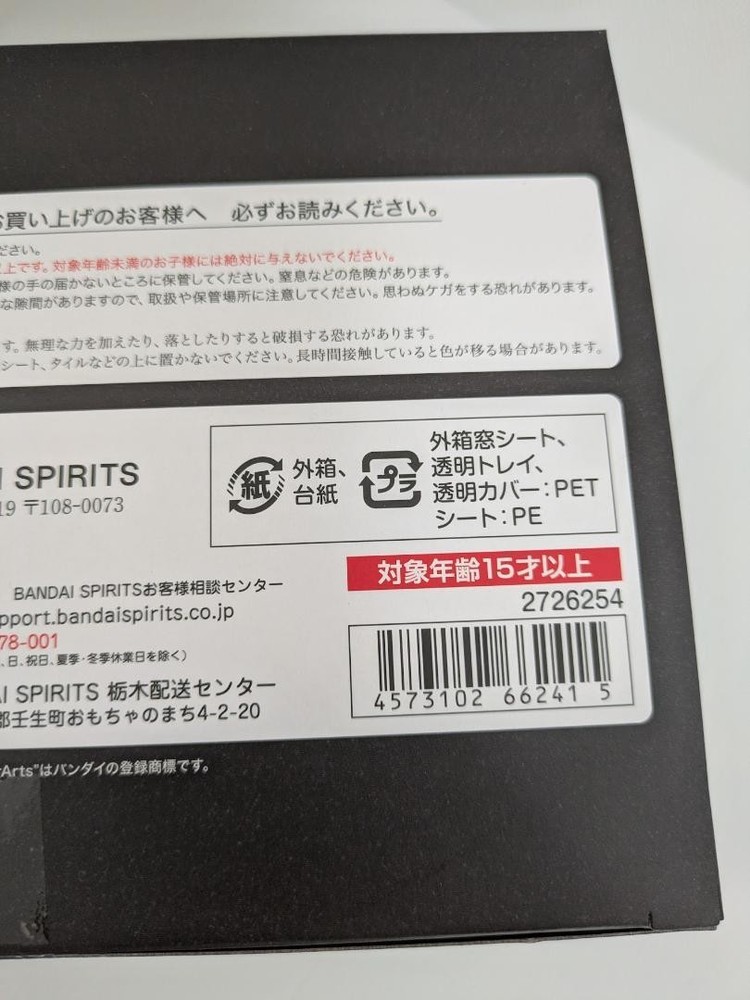 お買い上げのお客様へ 必ずお読みください。
ださい。
上です。対象年齢未満のお子様には絶対に与えないでください。
様の手の届かないところに保管してください。窒息などの危険があります。
な隙間がありますので、取扱や保管場所に注意してください。思わぬケガをする恐れがあります。
す。無理な力を加えたり、落としたりすると破損する恐れがあります。
シート、タイルなどの上に置かないでください。長時間接触していると色が移る場合があります。
I SPIRITS
19 〒108-0073
紙
外箱、
台紙
プラ
外箱窓シート、
透明トレイ、
透明カバー：PET
シート：PE
対象年齢15才以上
2726254
BANDAI SPIRITSお客様相談センター
pport.bandaispirits.co.jp
78-001
、日、祝日、夏季・冬季休業日を除く)
AI SPIRITS 栃木配送センター
郡壬生町おもちゃのまち4-2-20
4573102 66241 5
Arts"はバンダイの登録商標です。